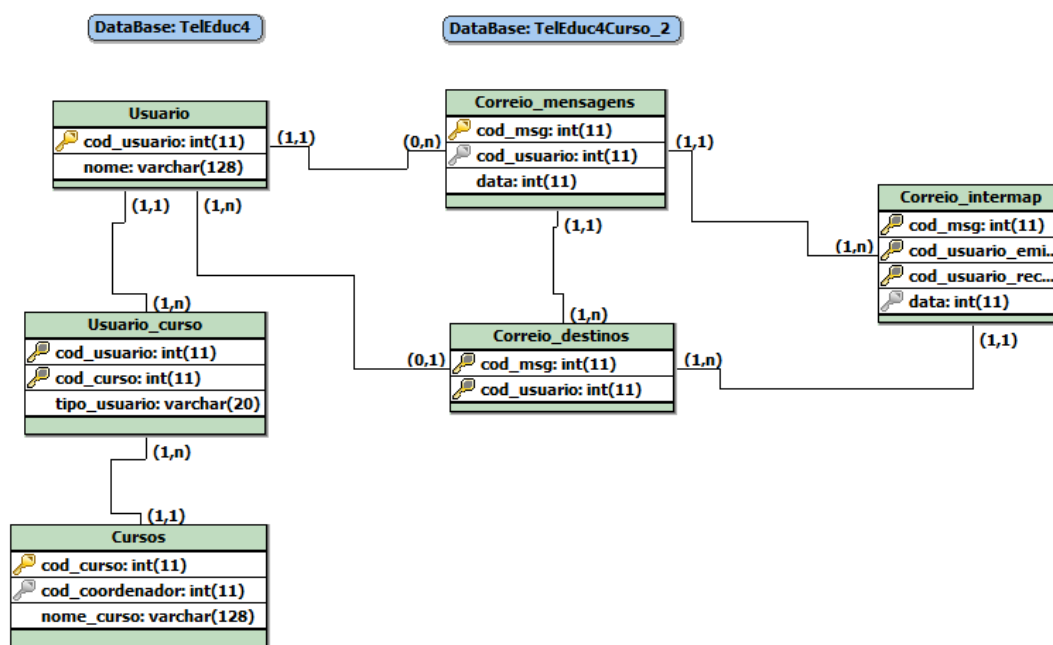 DataBase: TelEduc4
DataBase: TelEduc4Curso_2
Usuario
cod_usuario: int(11)
nome: varchar(128)
(1,1)
(0,n)
Correio_mensagens
cod_msg: int(11)
cod_usuario: int(11)
data: int(11)
(1,1)
(1,n)
Correio_intermap
cod_msg: int(11)
cod_usuario_emi...
cod_usuario_rec...
data: int(11)
(1,1)
(1,n)
(1,1)
(1,n)
(1,n)
Usuario_curso
cod_usuario: int(11)
cod_curso: int(11)
tipo_usuario: varchar(20)
(0,1)
Correio_destinos
cod_msg: int(11)
cod_usuario: int(11)
(1,n)
(1,1)
(1,n)
(1,1)
Cursos
cod_curso: int(11)
cod_coordenador: int(11)
nome_curso: varchar(128)